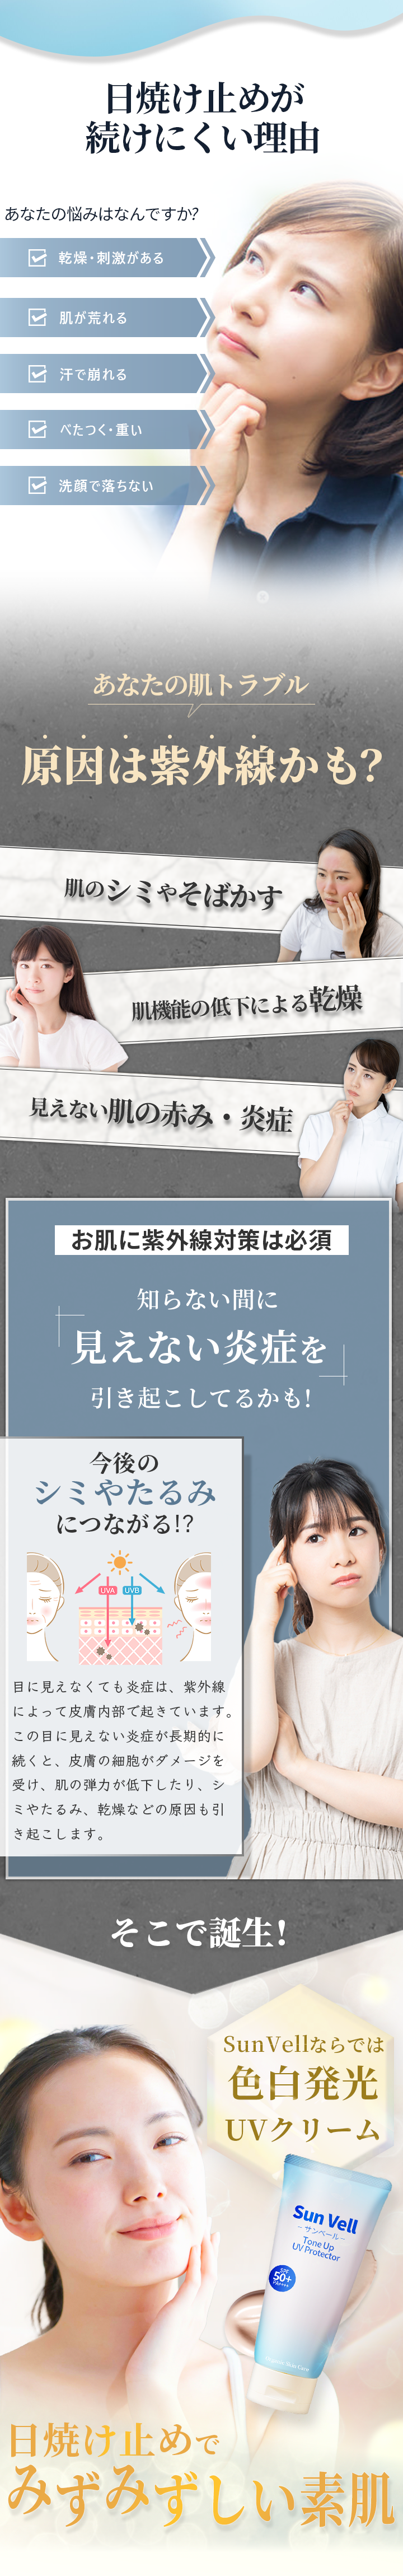 日焼け止めが
続けにくい理由
あなたの悩みはなんですか?
乾燥・刺激がある
肌が荒れる
汗で崩れる
べたつく・重い
洗顔で落ちない
あなたの肌トラブル
原因は紫外線かも?
肌のシミやそばかす
肌機能の低下による乾燥
見えない肌の赤み・炎症
お肌に紫外線対策は必須
知らない間に
見えない炎症を
引き起こしてるかも!
今後の
シミやたるみ
につながる!?
UVA UVB
目に見えなくても炎症は、紫外線
によって皮膚内部で起きています。
この目に見えない炎症が長期的に
続くと、皮膚の細胞がダメージを
受け、肌の弾力が低下したり、シ
ミやたるみ、乾燥などの原因も引
き起こします。
そこで誕生!
SunVellならでは
色白発光
UVクリーム
Sun Vell
~サンベール~
Tone Up
UV Protector
SPF
50+
PA++++
日焼け止めで
みずみずしい素肌